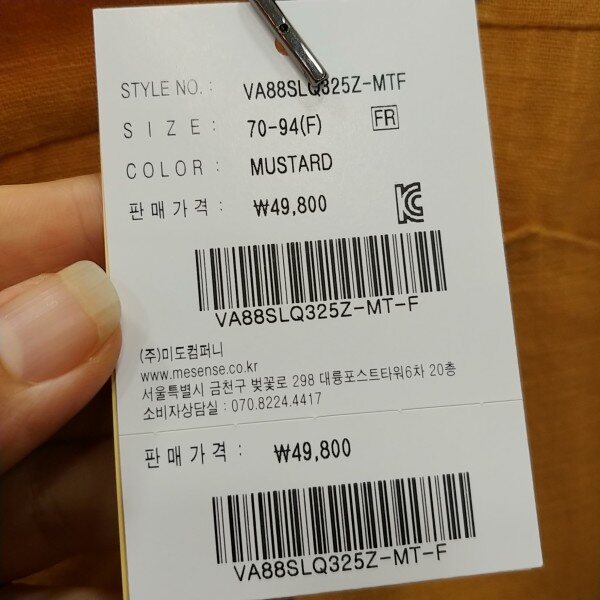 STYLE NO. : VA88SLQ325Z-MTF
SIZE : 70-94(F) FR
COLOR : MUSTARD
판매가격 : ₩49,800
VA88SLQ325Z-MT-F
(주)미도컴퍼니
www.mesense.co.kr
서울특별시 금천구 벚꽃로 298 대륭포스트타워6차 20층
소비자상담실 : 070.8224.4417
판매가격 : ₩49,800
VA88SLQ325Z-MT-F